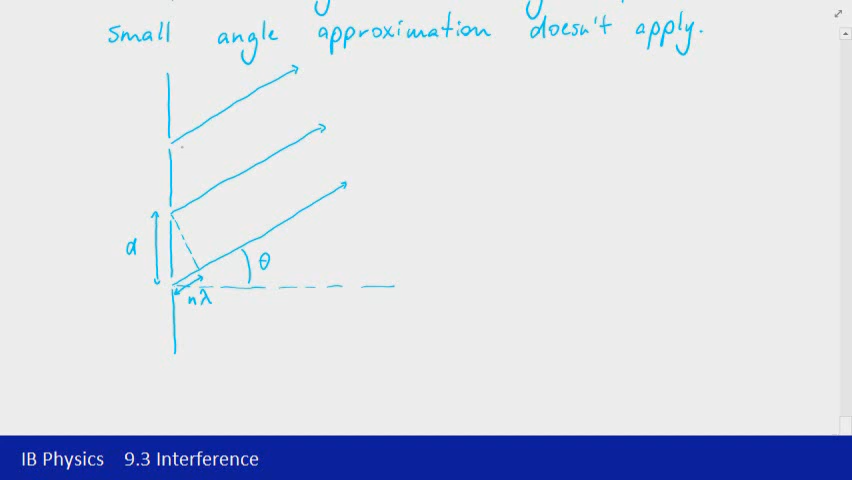 small angle approximation doesn't apply.
d
θ
nλ
IB Physics 9.3 Interference